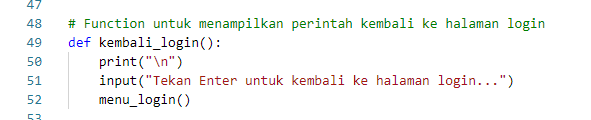 47
48 # Function untuk menampilkan perintah kembali ke halaman login
49 def kembali_login():
50     print("\n")
51     input("Tekan Enter untuk kembali ke halaman login...")
52     menu_login()
53